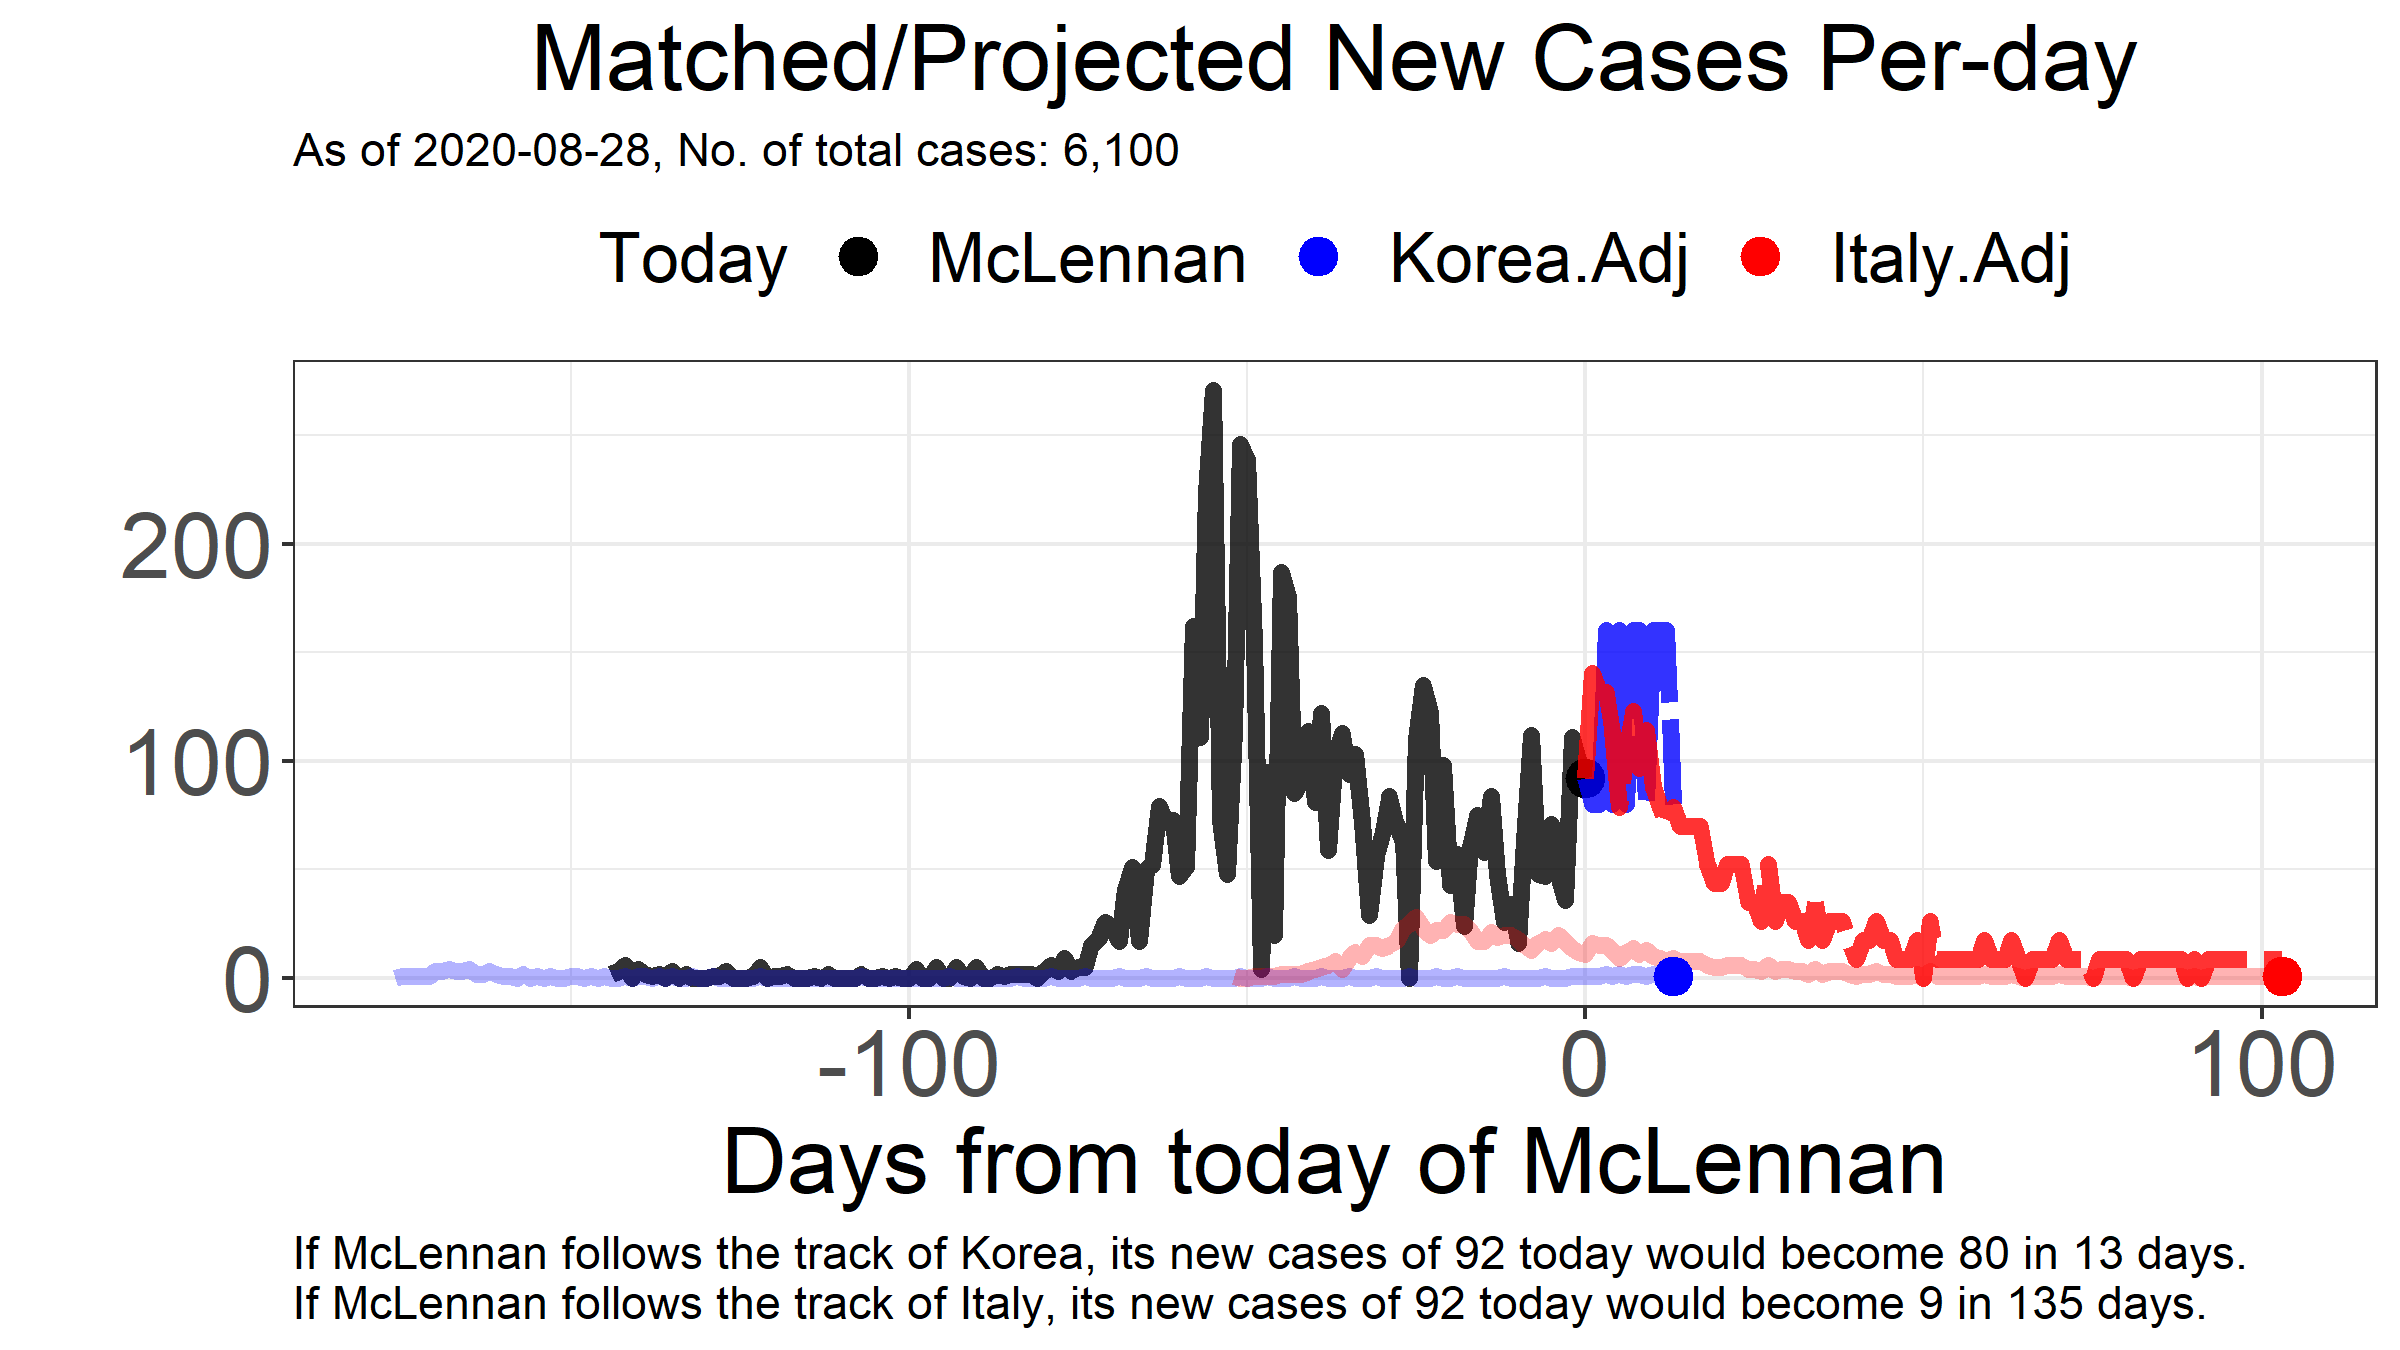 Matched/Projected New Cases Per-day
As of 2020-08-28, No. of total cases: 6,100
Today McLennan Korea.Adj Italy.Adj
200
100
0
-100 0 100
Days from today of McLennan
If McLennan follows the track of Korea, its new cases of 92 today would become 80 in 13 days.
If McLennan follows the track of Italy, its new cases of 92 today would become 9 in 135 days.